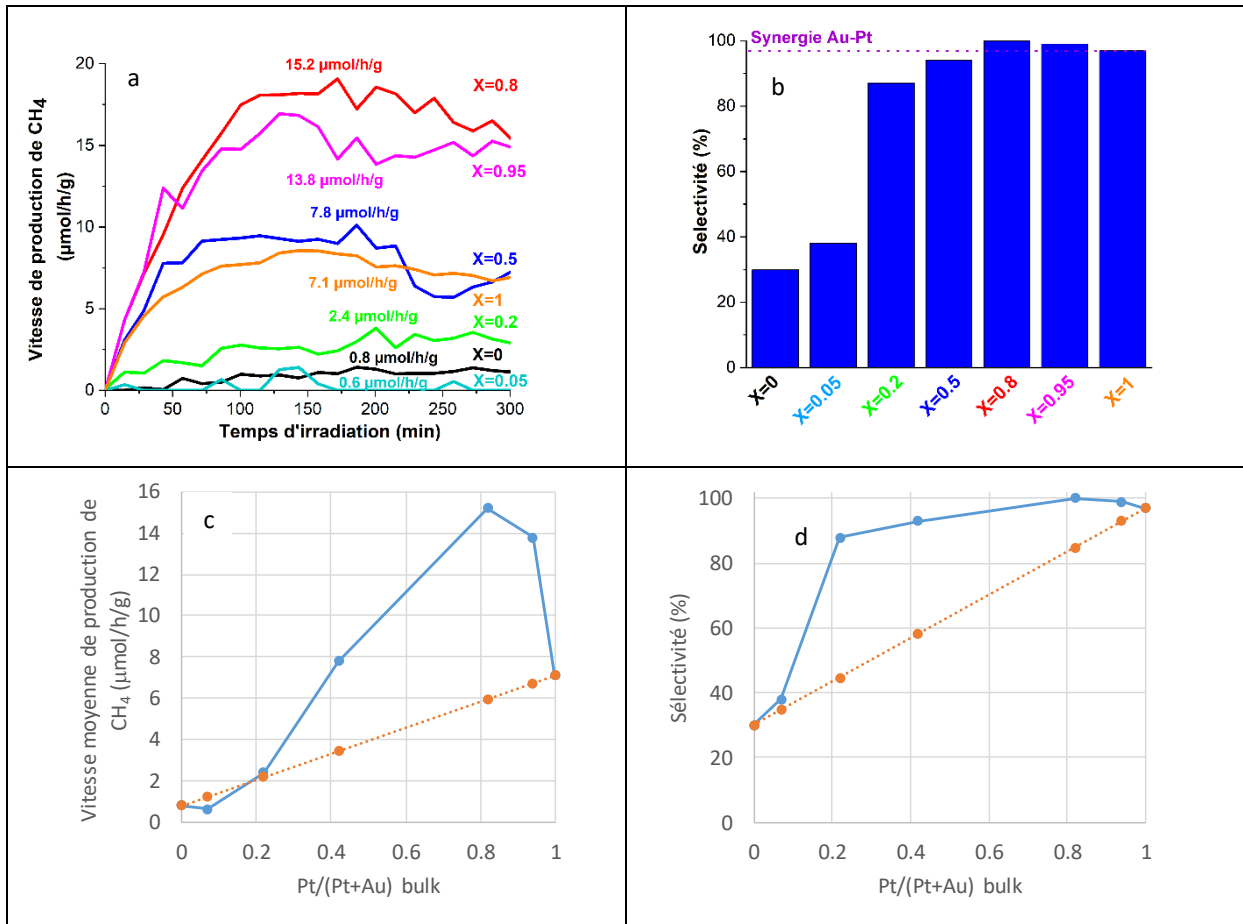 a
Vitesse de production de CH4
(µmol/h/g)
20
15
10
5
0
15.2 µmol/h/g
X=0.8
X=0.95
13.8 µmol/h/g
7.8 µmol/h/g
X=0.5
7.1 µmol/h/g
X=1
2.4 µmol/h/g
X=0.2
0.8 µmol/h/g
X=0
0.6 µmol/h/g
X=0.05
0 50 100 150 200 250 300
Temps d'irradiation (min)
Synergie Au-Pt
b
Sélectivité (%)
100
80
60
40
20
0
X=0
X=0.05
X=0.2
X=0.5
X=0.8
X=0.95
X=1
c
Vitesse moyenne de production de
CH4 (µmol/h/g)
16
14
12
10
8
6
4
2
0
0 0.2 0.4 0.6 0.8 1
Pt/(Pt+Au) bulk
d
Sélectivité (%)
100
80
60
40
20
0
0 0.2 0.4 0.6 0.8 1
Pt/(Pt+Au) bulk